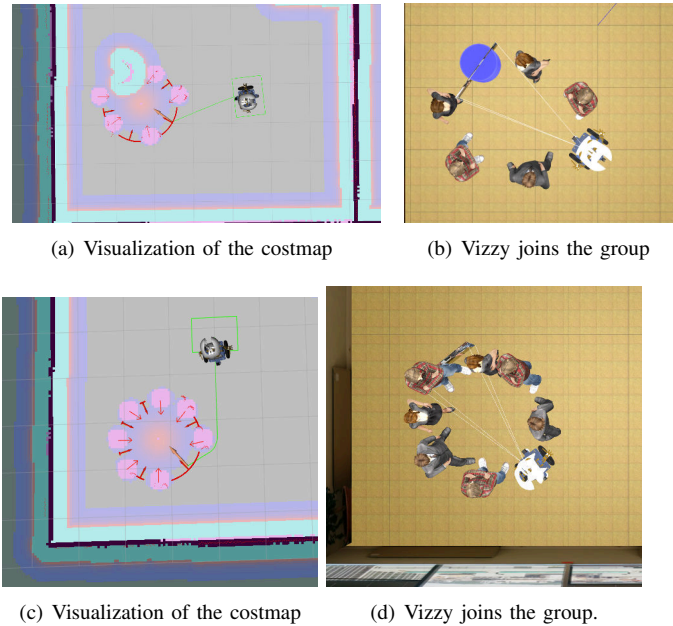 (a) Visualization of the costmap
(b) Vizzy joins the group
(c) Visualization of the costmap
(d) Vizzy joins the group.